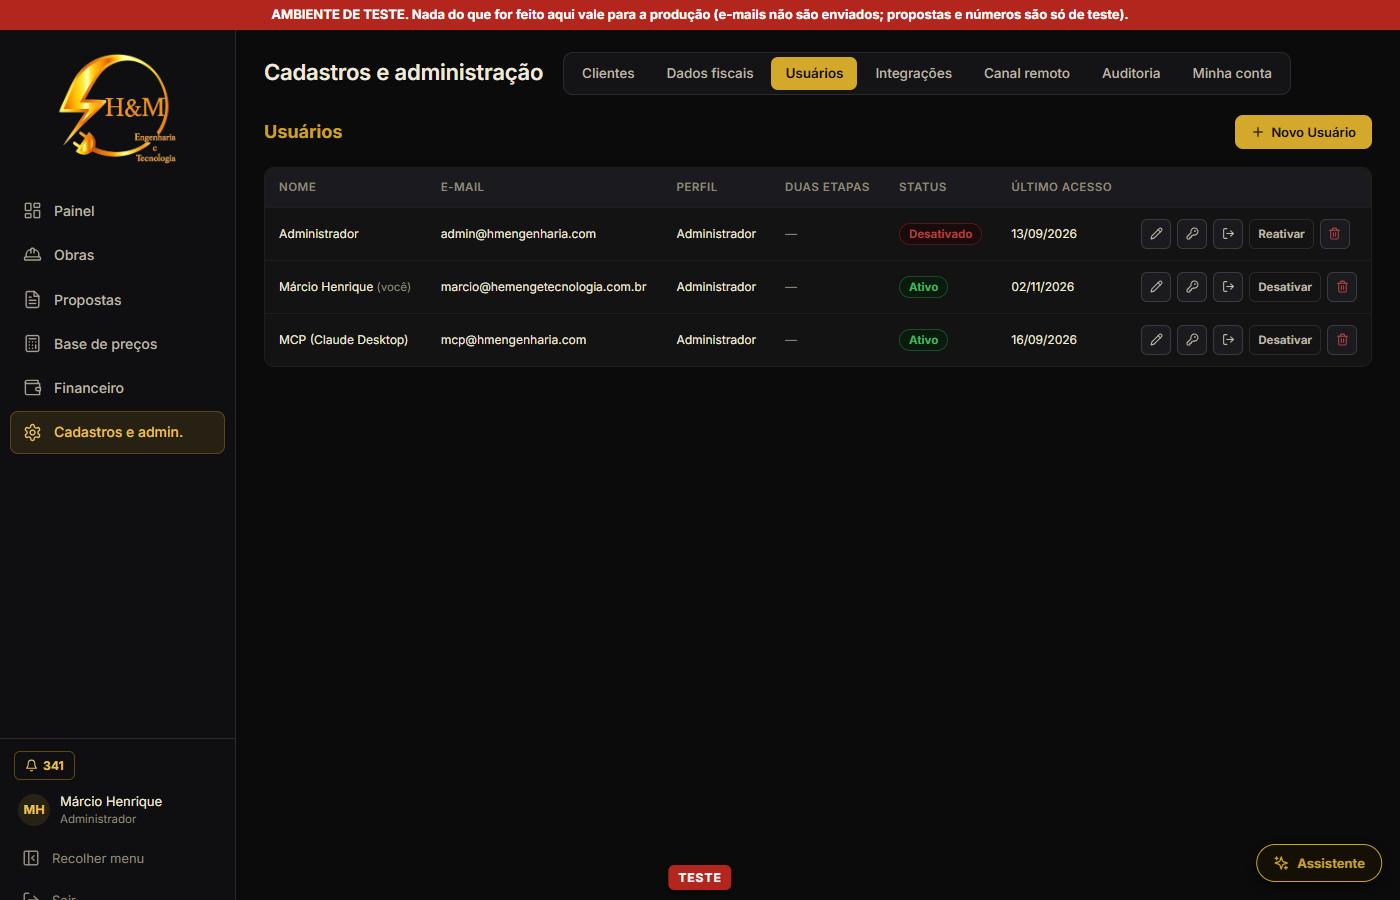 AMBIENTE DE TESTE. Nada do que for feito aqui vale para a produção (e-mails não são enviados; propostas e números são só de teste).
H&M
Engenharia
e
Tecnologia
Painel
Obras
Propostas
Base de preços
Financeiro
Cadastros e admin.
341
MH
Márcio Henrique
Administrador
Recolher menu
Sair
Cadastros e administração
Clientes
Dados fiscais
Usuários
Integrações
Canal remoto
Auditoria
Minha conta
Usuários
+ Novo Usuário
NOME E-MAIL PERFIL DUAS ETAPAS STATUS ÚLTIMO ACESSO
Administrador admin@hmengenharia.com Administrador — Desativado 13/09/2026 Reativar
Márcio Henrique (você) marcio@hemengetecnologia.com.br Administrador — Ativo 02/11/2026 Desativar
MCP (Claude Desktop) mcp@hmengenharia.com Administrador — Ativo 16/09/2026 Desativar
TESTE
Assistente